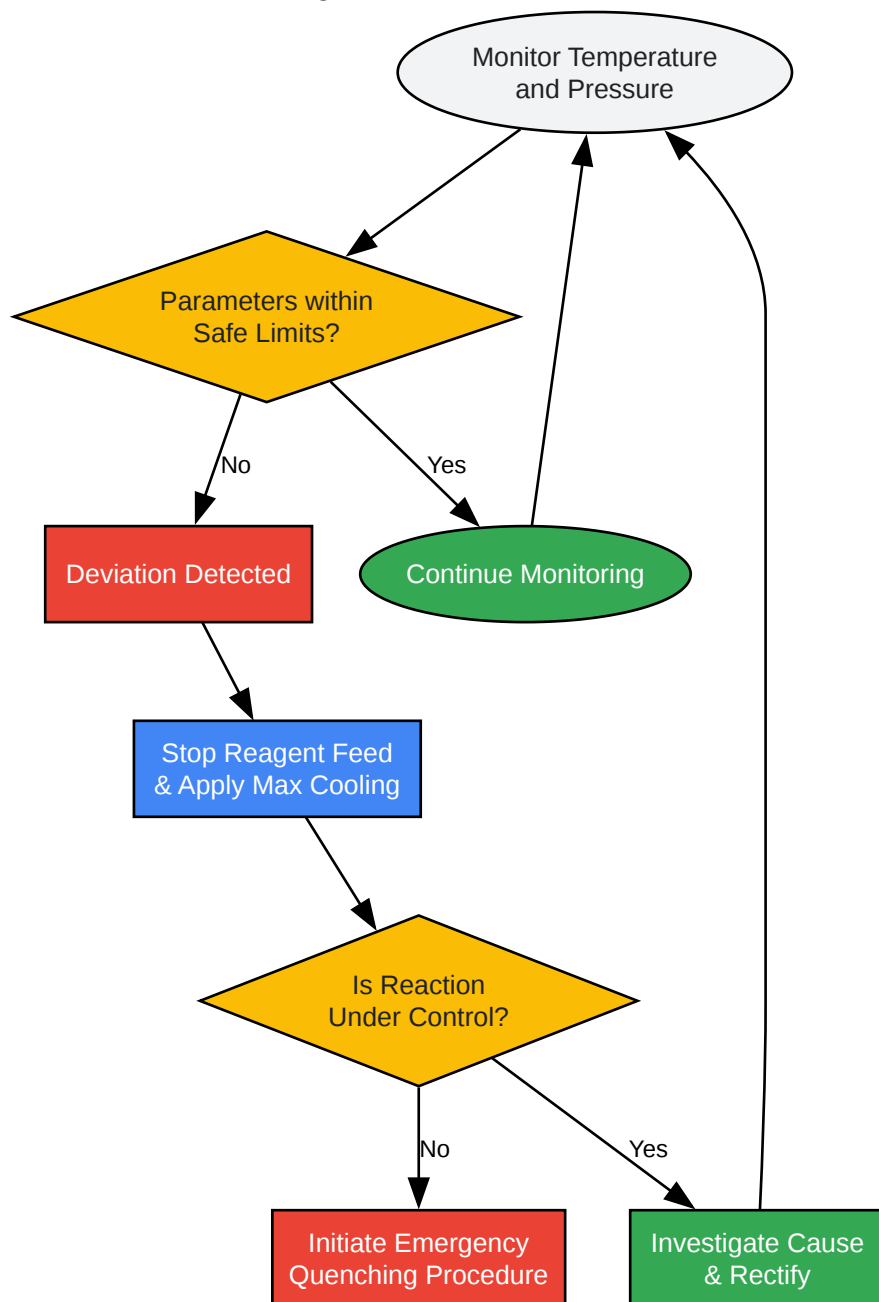 Monitor Temperature
and Pressure
Parameters within
Safe Limits?
No
Yes
Deviation Detected
Continue Monitoring
Stop Reagent Feed
& Apply Max Cooling
Is Reaction
Under Control?
No
Yes
Initiate Emergency
Quenching Procedure
Investigate Cause
& Rectify